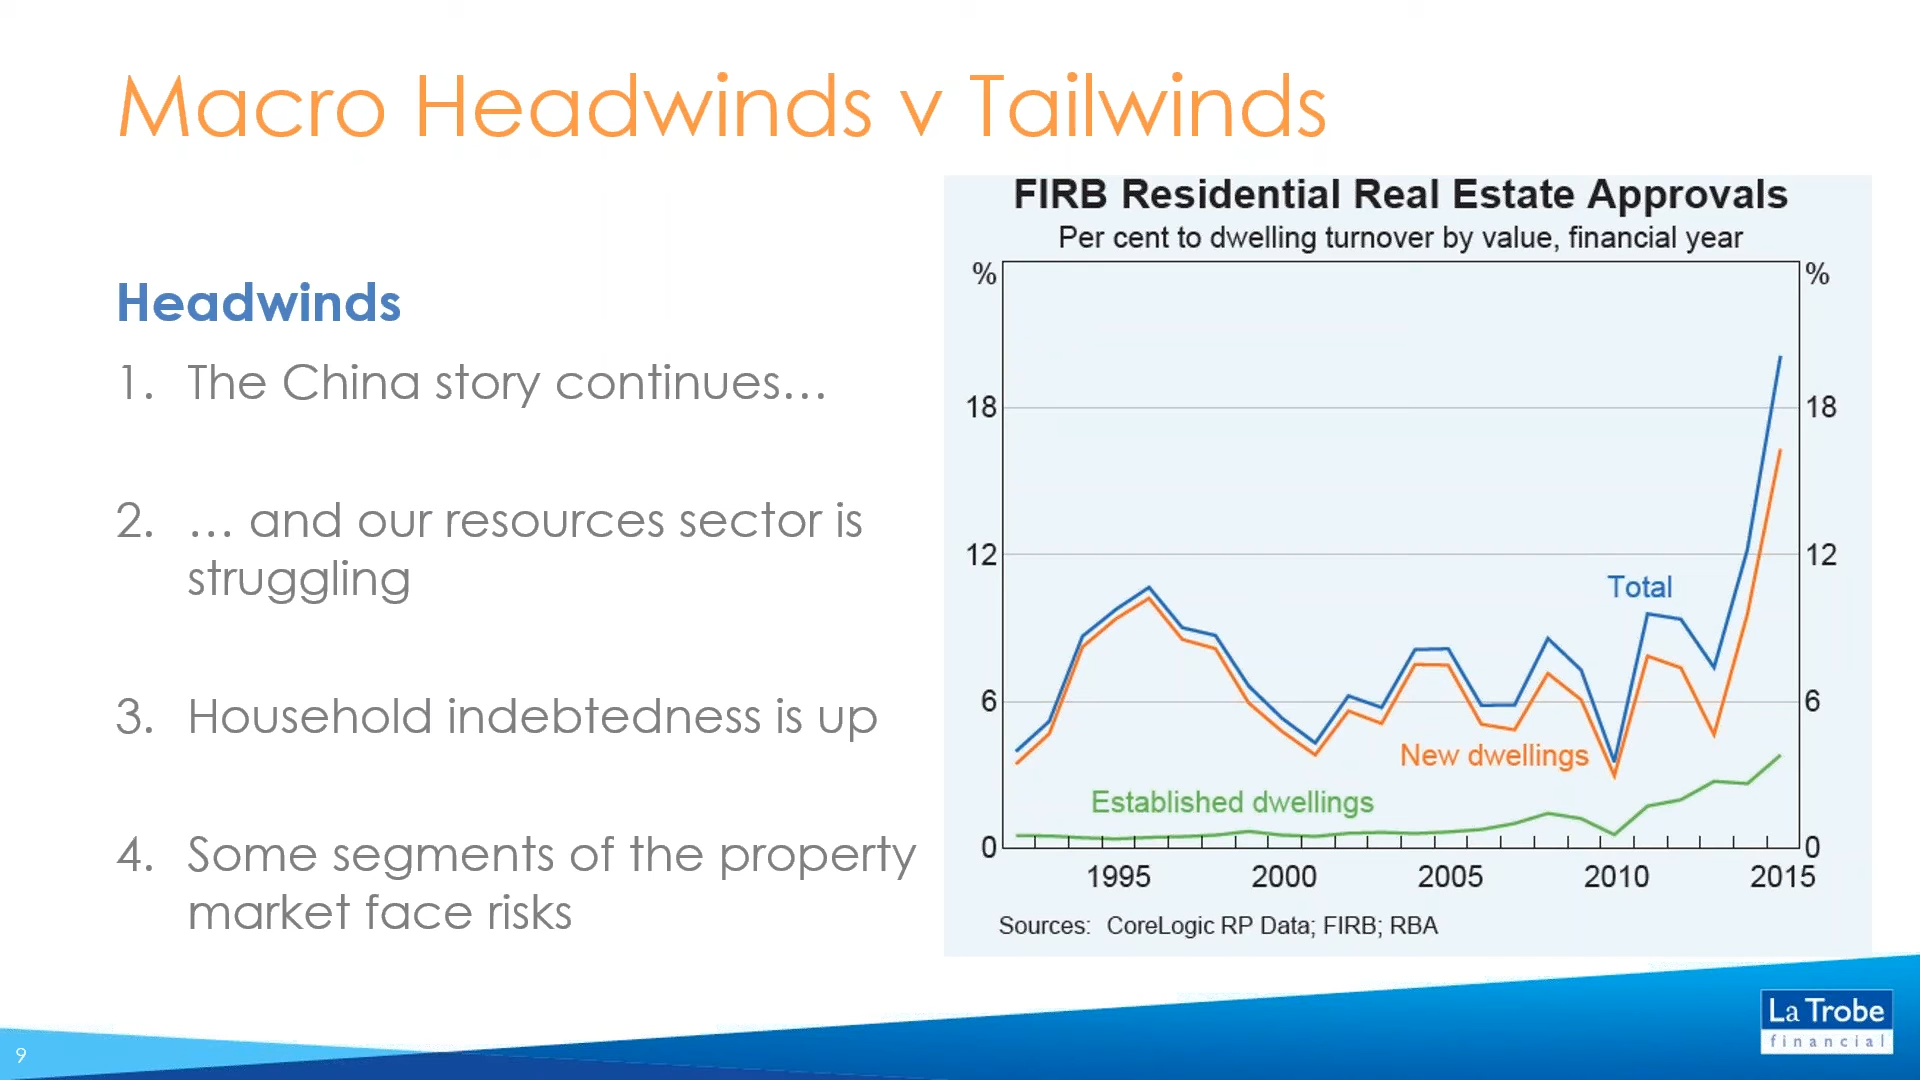 Macro Headwinds v Tailwinds
Headwinds
1. The China story continues…
2. … and our resources sector is
struggling
3. Household indebtedness is up
4. Some segments of the property
market face risks
FIRB Residential Real Estate Approvals
Per cent to dwelling turnover by value, financial year
% %
18 18
12 12
Total
6 6
New dwellings
Established dwellings
0 0
1995 2000 2005 2010 2015
Sources: CoreLogic RP Data; FIRB; RBA
9
La Trobe
financial